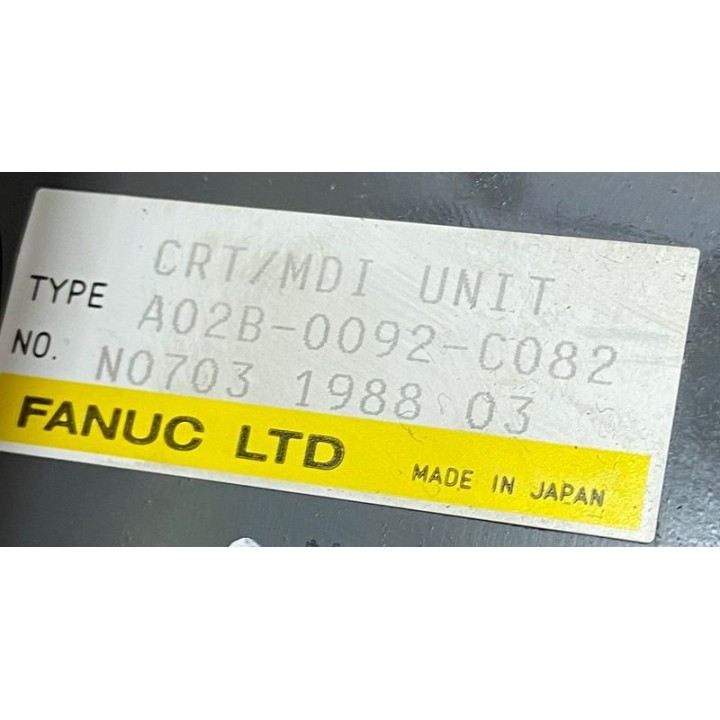 CRT/MDI UNIT
TYPE A02B-0092-C082
NO. N0703 1988 03
FANUC LTD MADE IN JAPAN